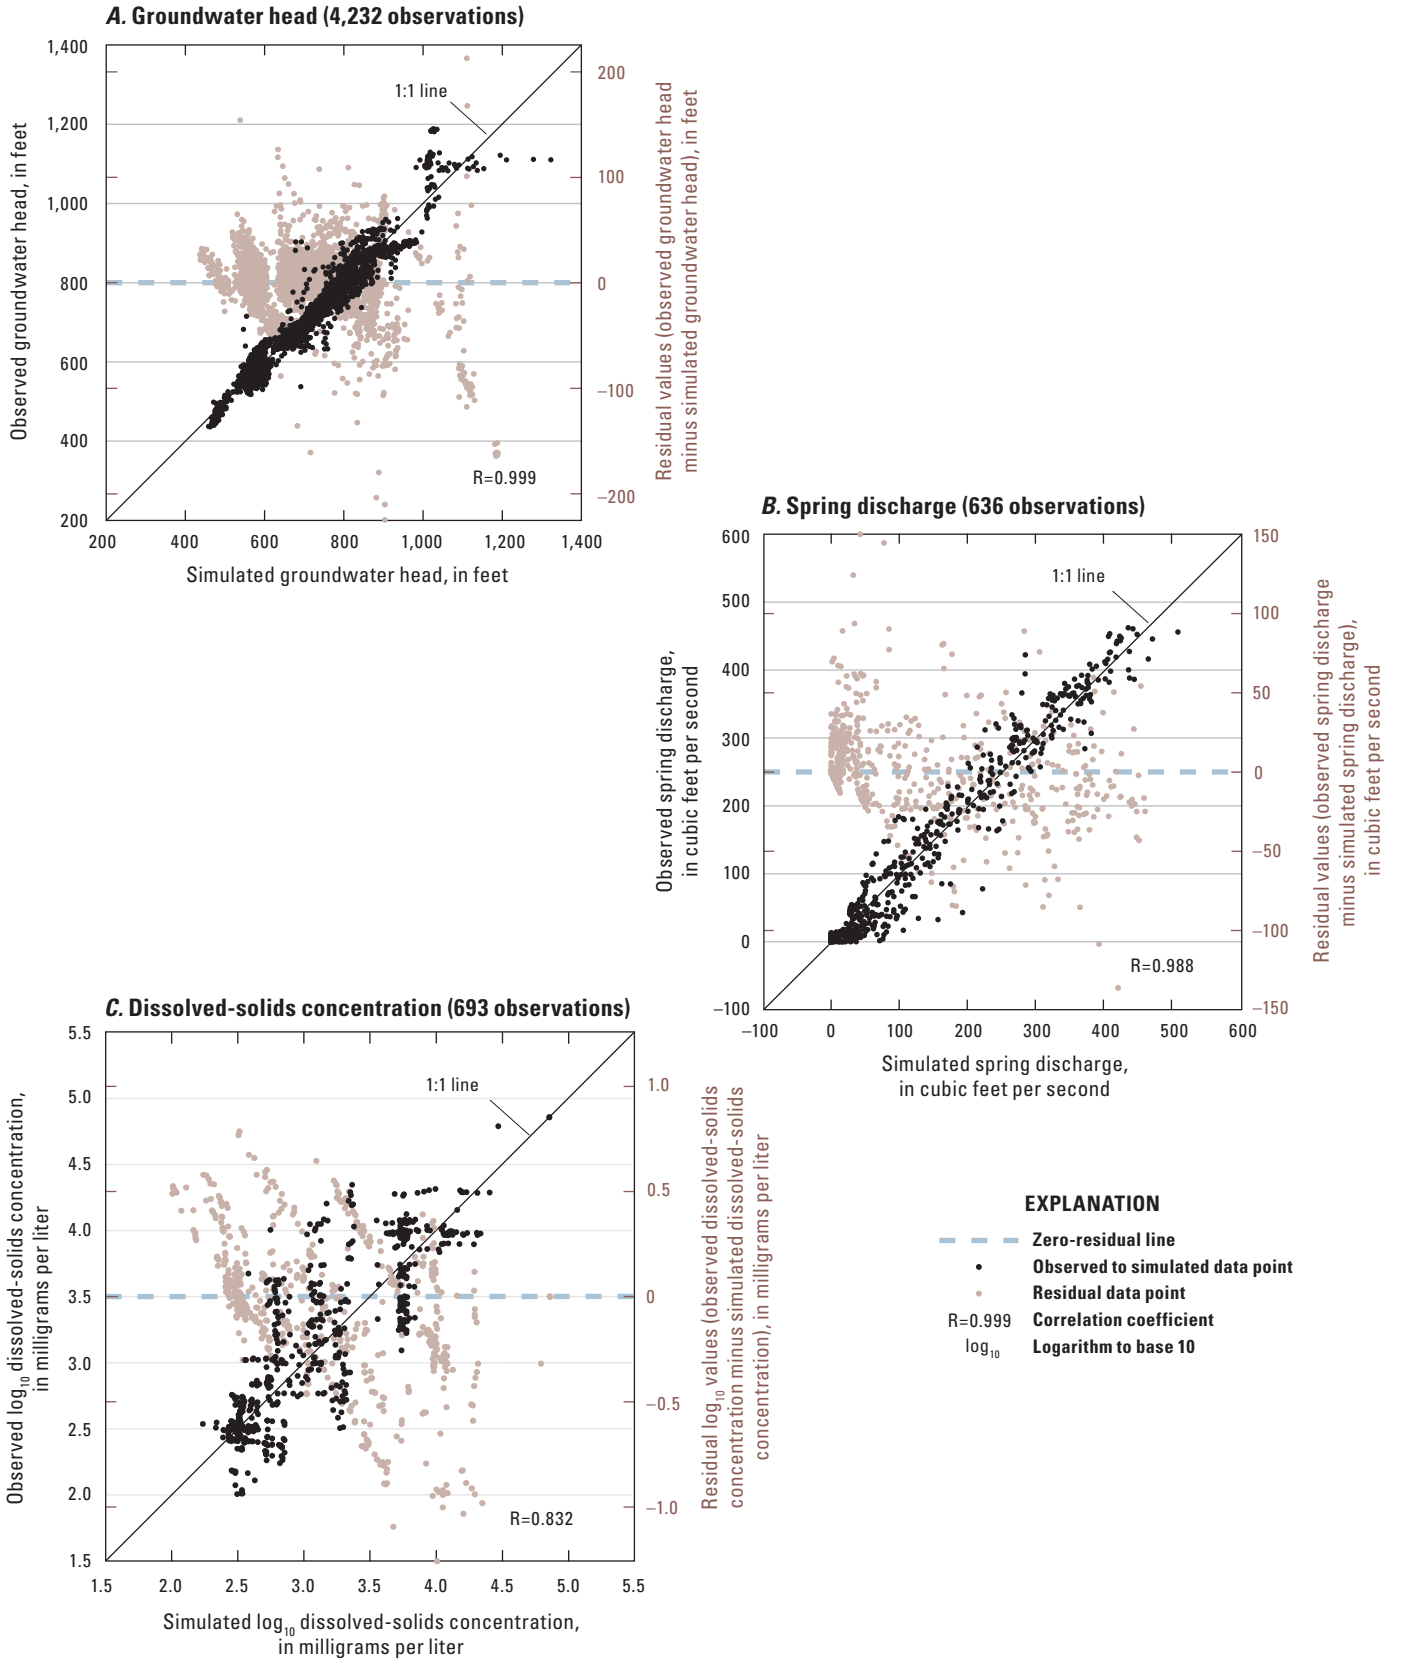 A. Groundwater head (4,232 observations)
1,400
1,200
1,000
800
600
400
200
Observed groundwater head, in feet
200
100
0
−100
−200
Residual values (observed groundwater head
minus simulated groundwater head), in feet
1:1 line
R=0.999
200 400 600 800 1,000 1,200 1,400
Simulated groundwater head, in feet
B. Spring discharge (636 observations)
600
500
400
300
200
100
0
−100
Observed spring discharge,
in cubic feet per second
150
100
50
0
−50
−100
−150
Residual values (observed spring discharge
minus simulated spring discharge),
in cubic feet per second
1:1 line
R=0.988
−100 0 100 200 300 400 500 600
Simulated spring discharge,
in cubic feet per second
C. Dissolved-solids concentration (693 observations)
5.5
5.0
4.5
4.0
3.5
3.0
2.5
2.0
1.5
Observed log10 dissolved-solids concentration,
in milligrams per liter
1.0
0.5
0
−0.5
−1.0
Residual log10 values (observed dissolved-solids
concentration minus simulated dissolved-solids
concentration), in milligrams per liter
1:1 line
R=0.832
1.5 2.0 2.5 3.0 3.5 4.0 4.5 5.0 5.5
Simulated log10 dissolved-solids concentration,
in milligrams per liter
EXPLANATION
Zero-residual line
Observed to simulated data point
Residual data point
R=0.999 Correlation coefficient
log10 Logarithm to base 10